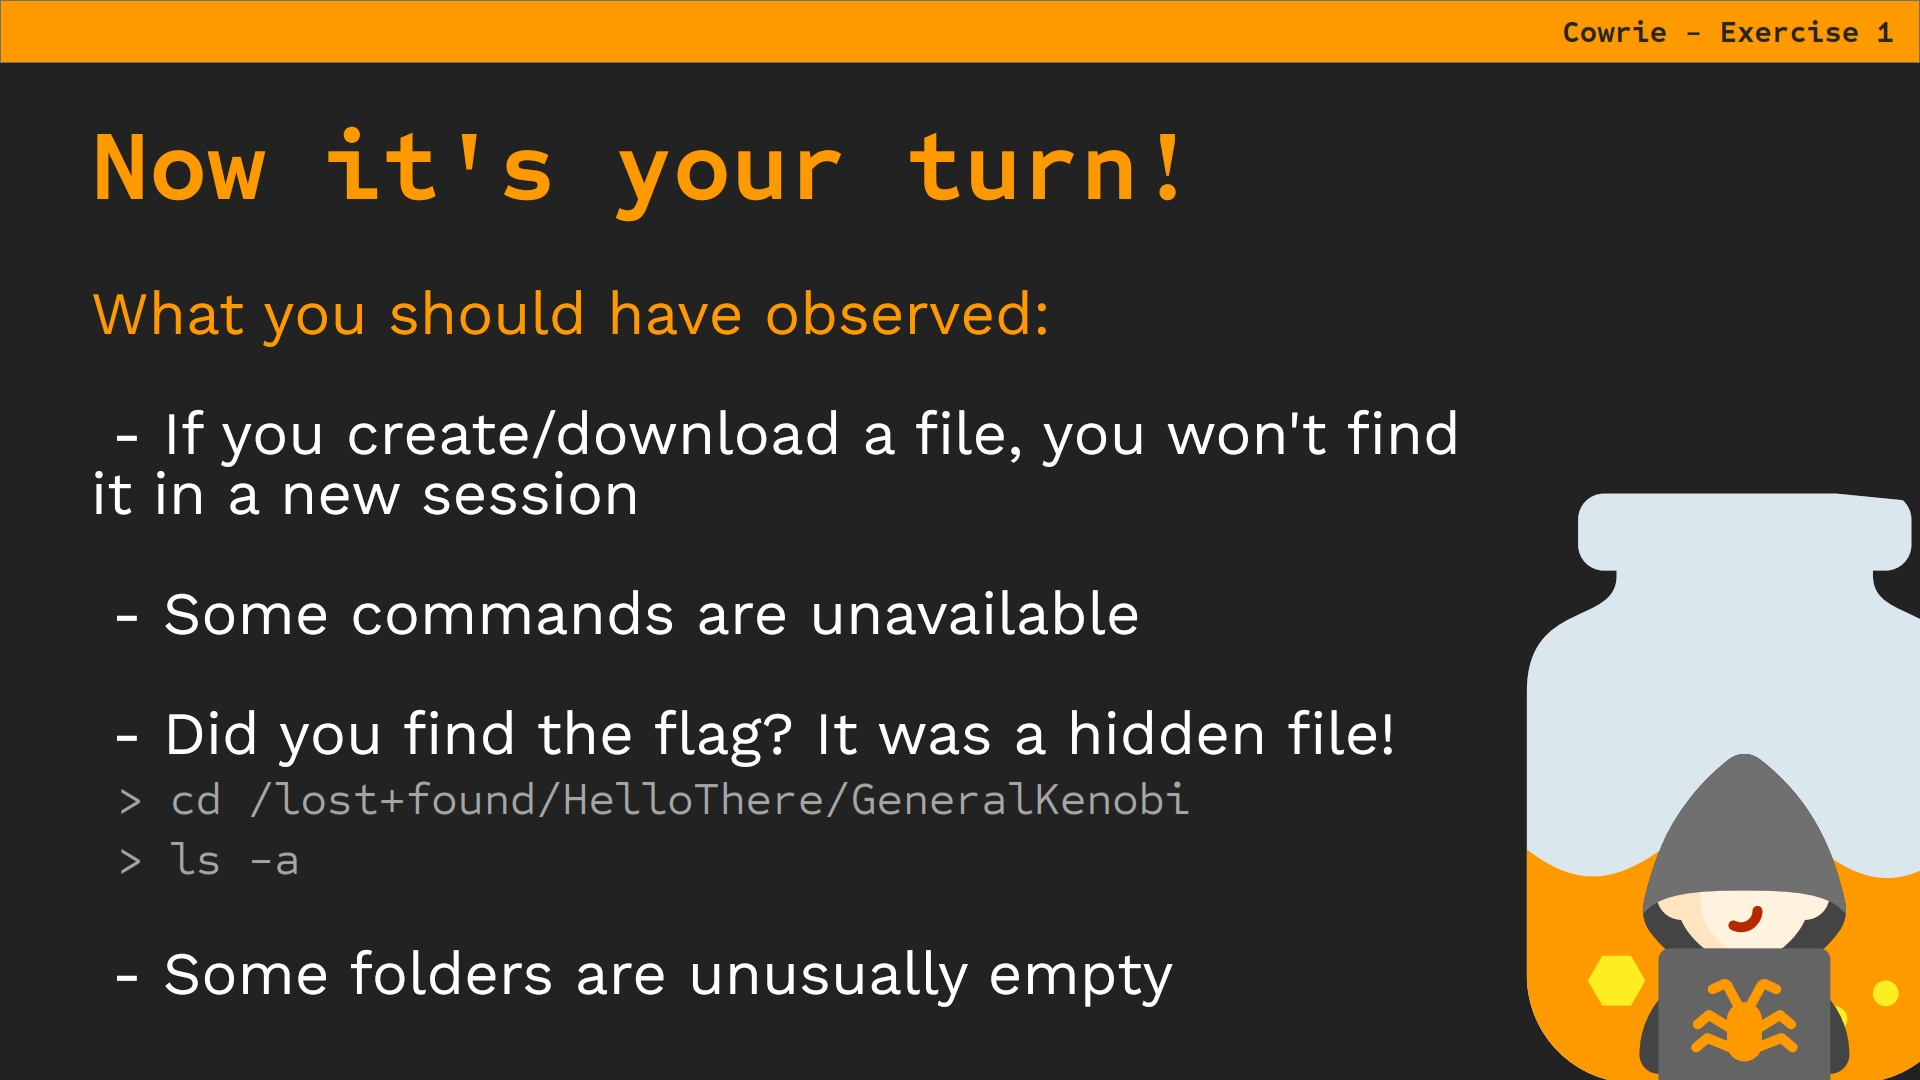 Cowrie – Exercise 1
Now it's your turn!
What you should have observed:
- If you create/download a file, you won't find
it in a new session
- Some commands are unavailable
- Did you find the flag? It was a hidden file!
> cd /lost+found/HelloThere/GeneralKenobi
> ls -a
- Some folders are unusually empty